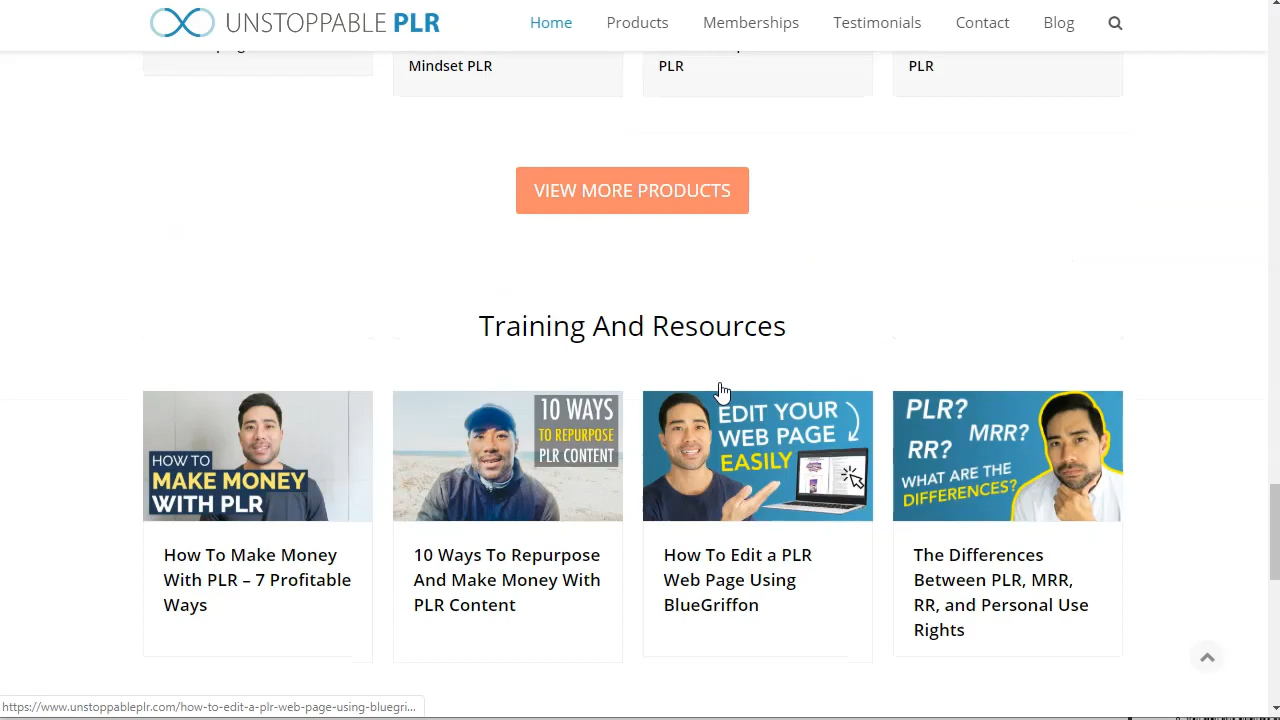 UNSTOPPABLE PLR
Home Products Memberships Testimonials Contact Blog
Mindset PLR
PLR
PLR
VIEW MORE PRODUCTS
Training And Resources
HOW TO
MAKE MONEY
WITH PLR
10 WAYS
TO REPURPOSE
PLR CONTENT
EDIT YOUR
WEB PAGE
EASILY
PLR?
MRR?
RR?
WHAT ARE THE
DIFFERENCES?
How To Make Money
With PLR – 7 Profitable
Ways
10 Ways To Repurpose
And Make Money With
PLR Content
How To Edit a PLR
Web Page Using
BlueGriffon
The Differences
Between PLR, MRR,
RR, and Personal Use
Rights
https://www.unstoppableplr.com/how-to-edit-a-plr-web-page-using-bluegri...